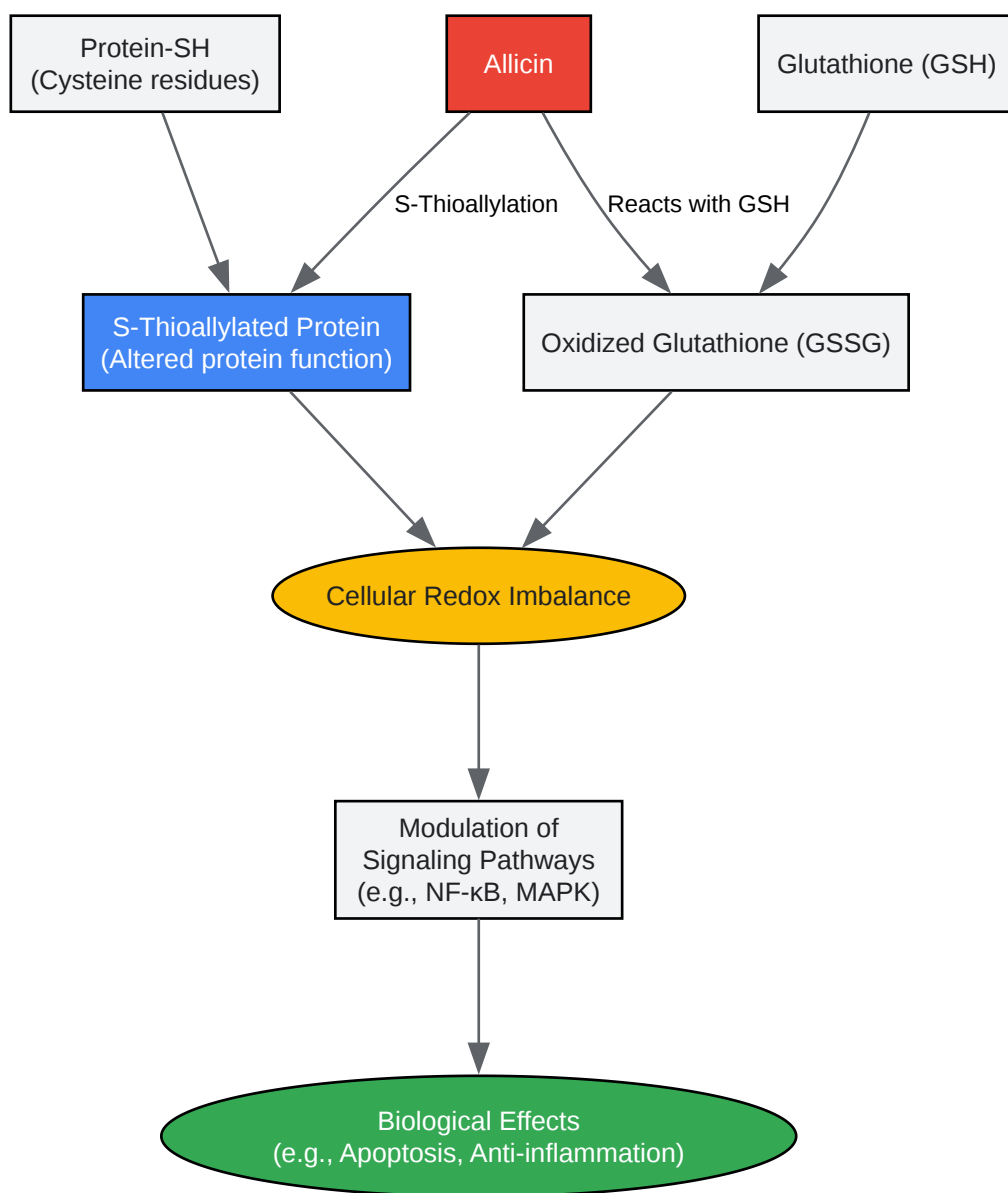 Protein-SH
(Cysteine residues)
Allicin
Glutathione (GSH)
S-Thioallylation
Reacts with GSH
S-Thioallylated Protein
(Altered protein function)
Oxidized Glutathione (GSSG)
Cellular Redox Imbalance
Modulation of
Signaling Pathways
(e.g., NF-κB, MAPK)
Biological Effects
(e.g., Apoptosis, Anti-inflammation)